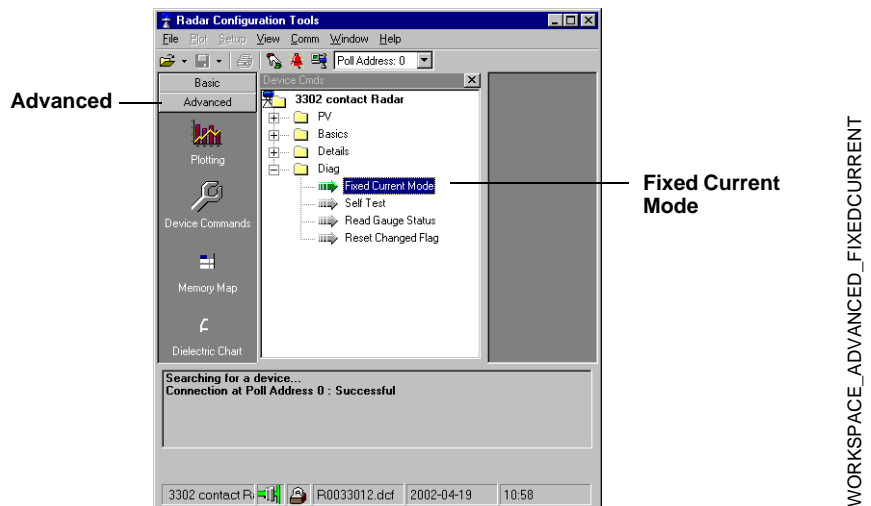 Radar Configuration Tools
File Plot Setup View Comm Window Help
Poll Address: 0
Basic
Advanced
Plotting
Device Commands
Memory Map
Dielectric Chart
Device Cmds
3302 contact Radar
PV
Basics
Details
Diag
Fixed Current Mode
Self Test
Read Gauge Status
Reset Changed Flag
Searching for a device...
Connection at Poll Address 0 : Successful
3302 contact R
R0033012.dcf
2002-04-19
10:58
Advanced
Fixed Current
Mode
WORKSPACE_ADVANCED_FIXEDCURRENT